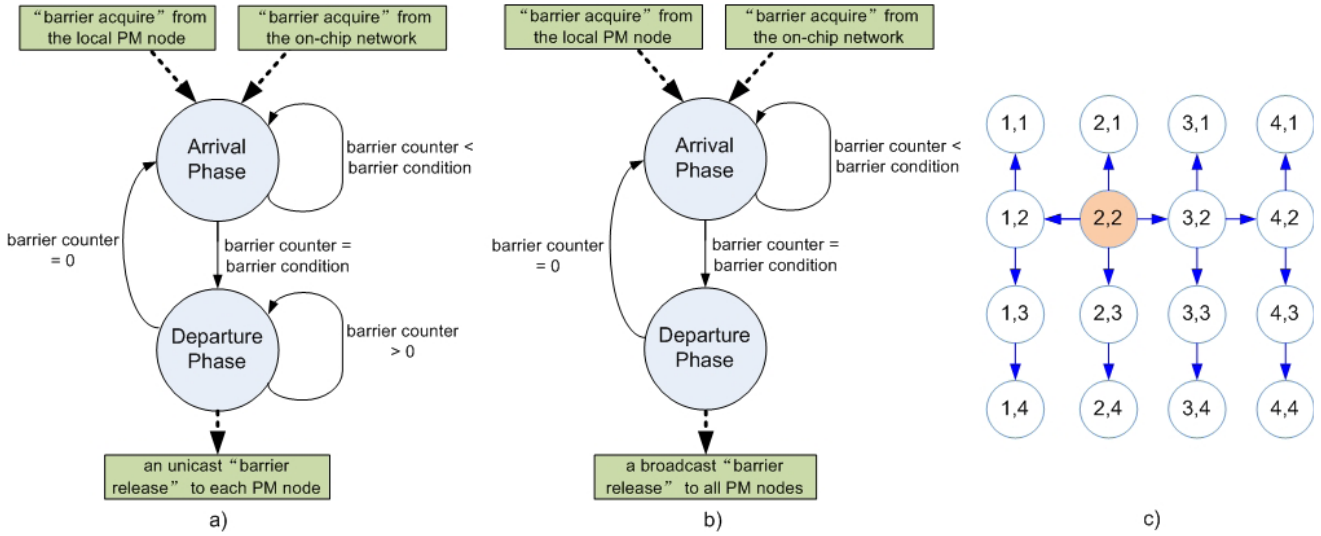 “barrier acquire” from
the local PM node
“barrier acquire” from
the on-chip network
Arrival
Phase
barrier counter <
barrier condition
barrier counter
= 0
barrier counter =
barrier condition
Departure
Phase
barrier counter
> 0
an unicast “barrier
release” to each PM node
a)
“barrier acquire” from
the local PM node
“barrier acquire” from
the on-chip network
Arrival
Phase
barrier counter <
barrier condition
barrier counter
= 0
barrier counter =
barrier condition
Departure
Phase
a broadcast “barrier
release” to all PM nodes
b)
1,1 2,1 3,1 4,1
1,2 2,2 3,2 4,2
1,3 2,3 3,3 4,3
1,4 2,4 3,4 4,4
c)